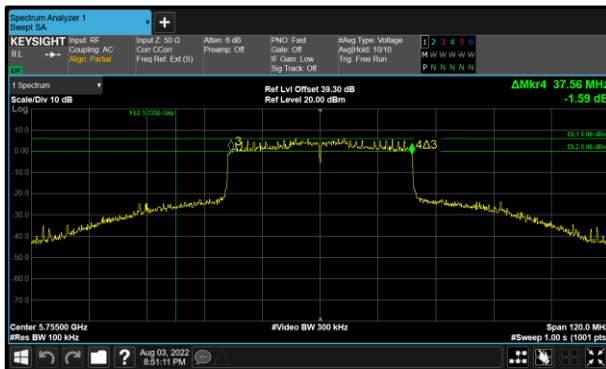 Spectrum Analyzer 1
Swept SA
KEYSIGHT
RL
Input: RF
Coupling: AC
Align: Partial
Input Z: 50 Ω
Corr CCorr
Freq Ref: Ext (S)
Atten: 6 dB
Preamp: Off
PNO: Fast
Gate: Off
IF Gain: Low
Sig Track: Off
#Avg Type: Voltage
Avg|Hold: 10/10
Trig: Free Run
1 2 3 4 5 6
M W W W W W
P N N N N N
1 Spectrum
Scale/Div 10 dB
Ref Lvl Offset 39.30 dB
Ref Level 20.00 dBm
ΔMkr4 37.56 MHz
-1.59 dB
Log
FL2 5.7250 GHz
3
4Δ3
DL1 6.06 dBm
DL2 0.06 dBm
10.0
0.00
-10.0
-20.0
-30.0
-40.0
-50.0
-60.0
-70.0
Center 5.75500 GHz
#Video BW 300 kHz
Span 120.0 MHz
#Res BW 100 kHz
#Sweep 1.00 s (1001 pts)
Aug 03, 2022
8:51:11 PM